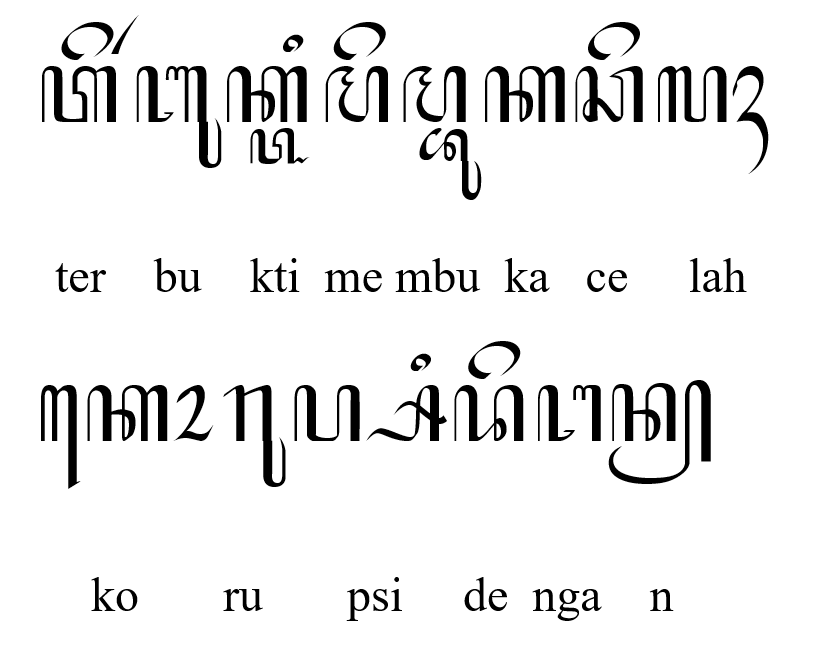 ꦠꦼꦂꦧꦸꦏ꧀ꦠꦶꦩꦼꦩ꧀ꦧꦸꦏꦕꦼꦭꦃ
ter bu kti me mbu ka ce lah
ꦏꦺꦴꦫꦸꦥ꧀ꦱꦶꦢꦼꦔꦤ꧀
ko ru psi de nga n